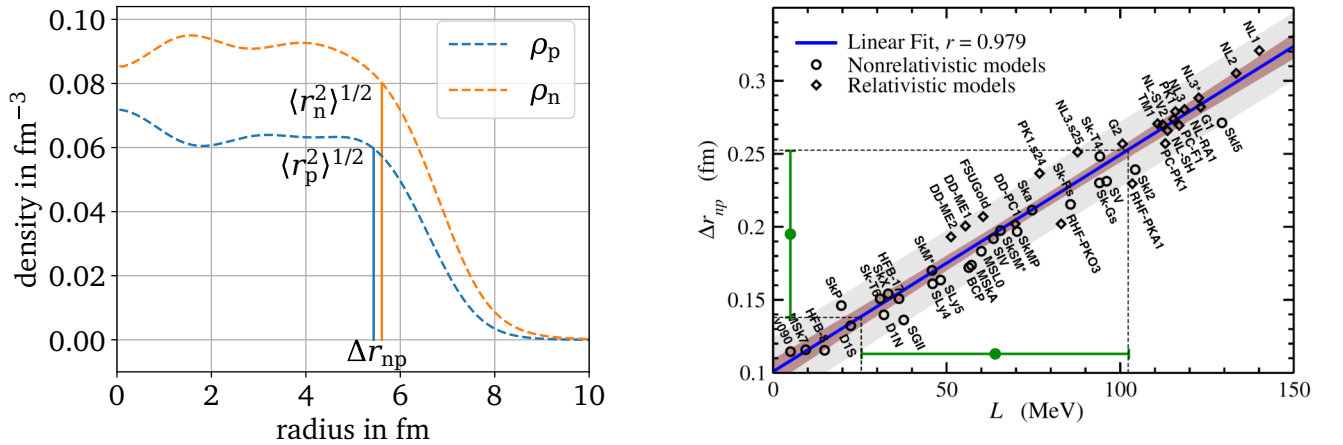 0.10
0.08
0.06
0.04
0.02
0.00
density in fm⁻³
ρp
ρn
⟨r²n⟩¹/²
⟨r²p⟩¹/²
Δrnp
0 2 4 6 8 10
radius in fm
Linear Fit, r = 0.979
Nonrelativistic models
Relativistic models
0.3
0.25
0.2
0.15
0.1
Δrnp (fm)
v090
MSk7
HFB-8
SkP
D1S
Sk-T6
SkX
HFB-17
D1N
SGII
SkM*
SLy4
SLy5
DD-ME2
DD-ME1
FSUGold
DD-PC1
BCP
MSkA
MSL0
SIV
SkSM*
SkMP
Ska
PK1.s24
Sk-Rs
NL3.s25
Sk-T4
RHF-PKO3
Sk-Gs
SV
G2
SkI2
RHF-PKA1
TM1
NL-SV2
PK1
NL3
NL3*
NL2
NL1
PC-PK1
NL-SH
PC-F1
NL-RA1
G1
SkI5
0 50 100 150
L (MeV)